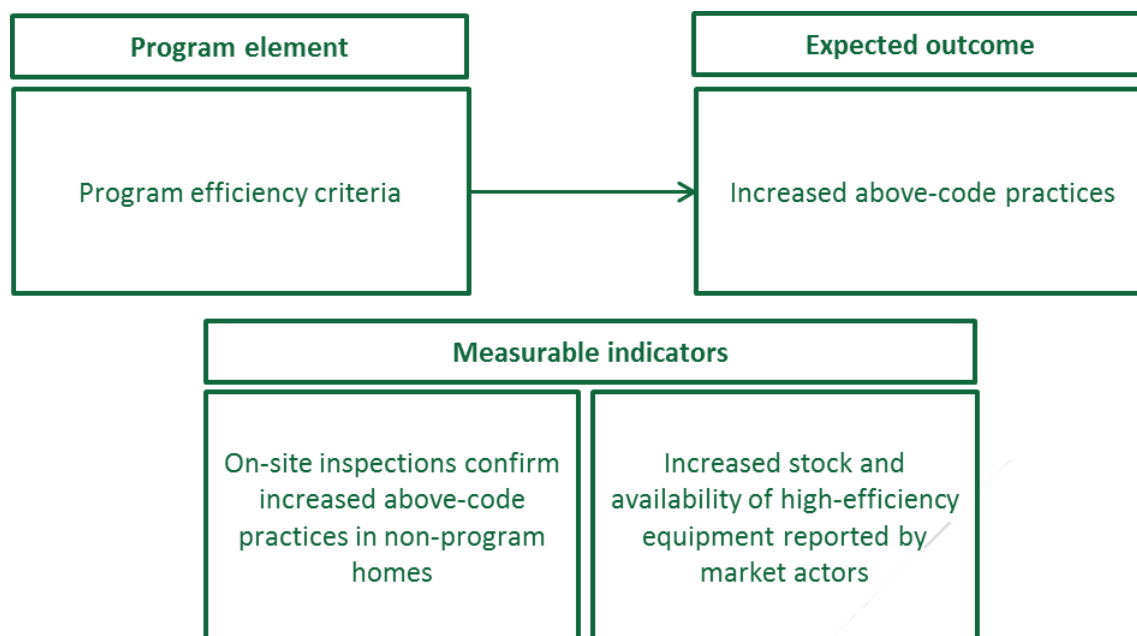 Program element
Expected outcome
Program efficiency criteria
Increased above-code practices
Measurable indicators
On-site inspections confirm
increased above-code
practices in non-program
homes
Increased stock and
availability of high-efficiency
equipment reported by
market actors